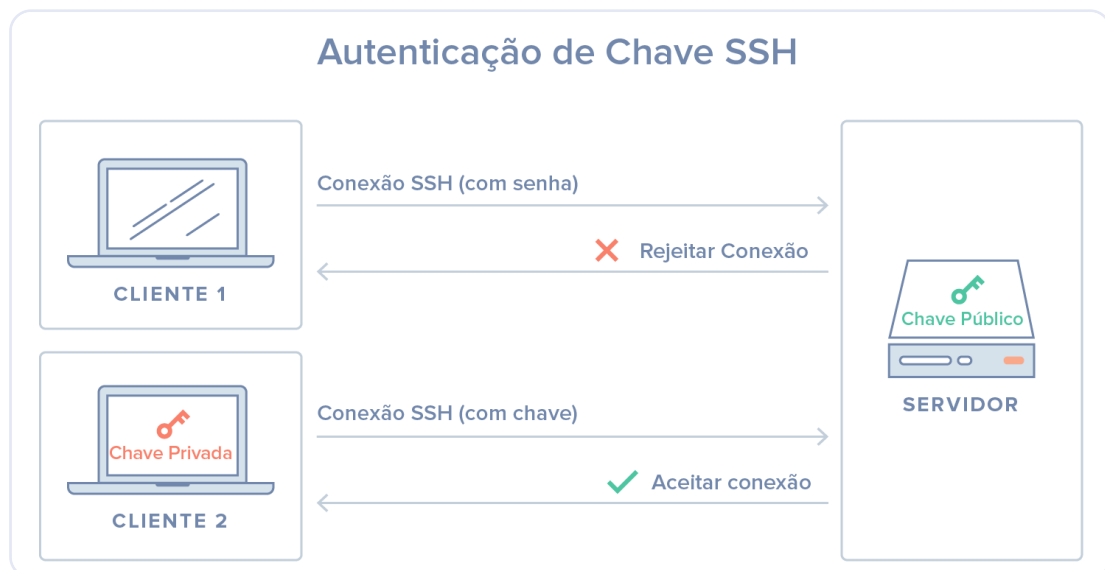 Autenticação de Chave SSH
Conexão SSH (com senha)
Rejeitar Conexão
CLIENTE 1
Chave Público
SERVIDOR
Conexão SSH (com chave)
Chave Privada
Aceitar conexão
CLIENTE 2